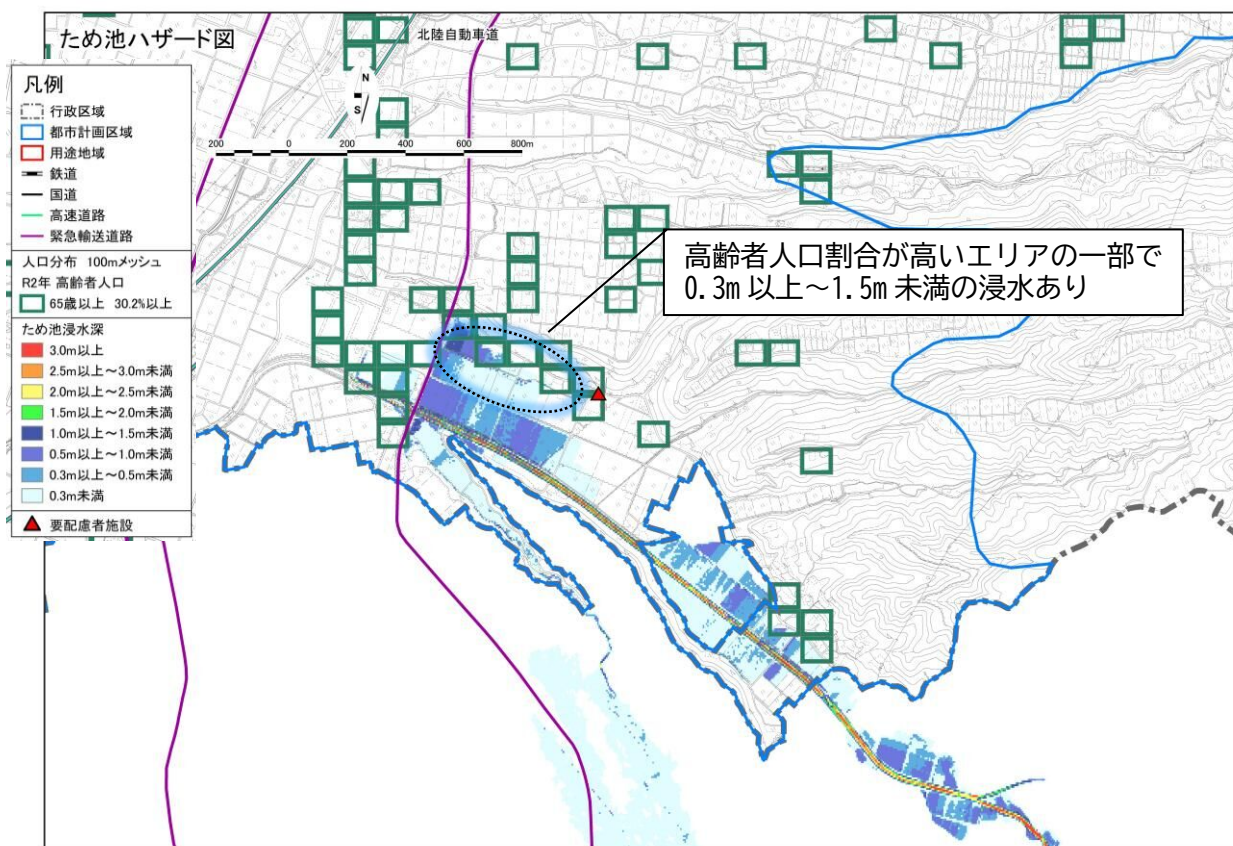 ため池ハザード図
北陸自動車道
凡例
行政区域
都市計画区域
用途地域
鉄道
国道
高速道路
緊急輸送道路
人口分布 100mメッシュ
R2年 高齢者人口
65歳以上 30.2%以上
ため池浸水深
3.0m以上
2.5m以上~3.0m未満
2.0m以上~2.5m未満
1.5m以上~2.0m未満
1.0m以上~1.5m未満
0.5m以上~1.0m未満
0.3m以上~0.5m未満
0.3m未満
要配慮者施設
N
S
200 0 200 400 600 800m
高齢者人口割合が高いエリアの一部で
0.3m以上~1.5m未満の浸水あり